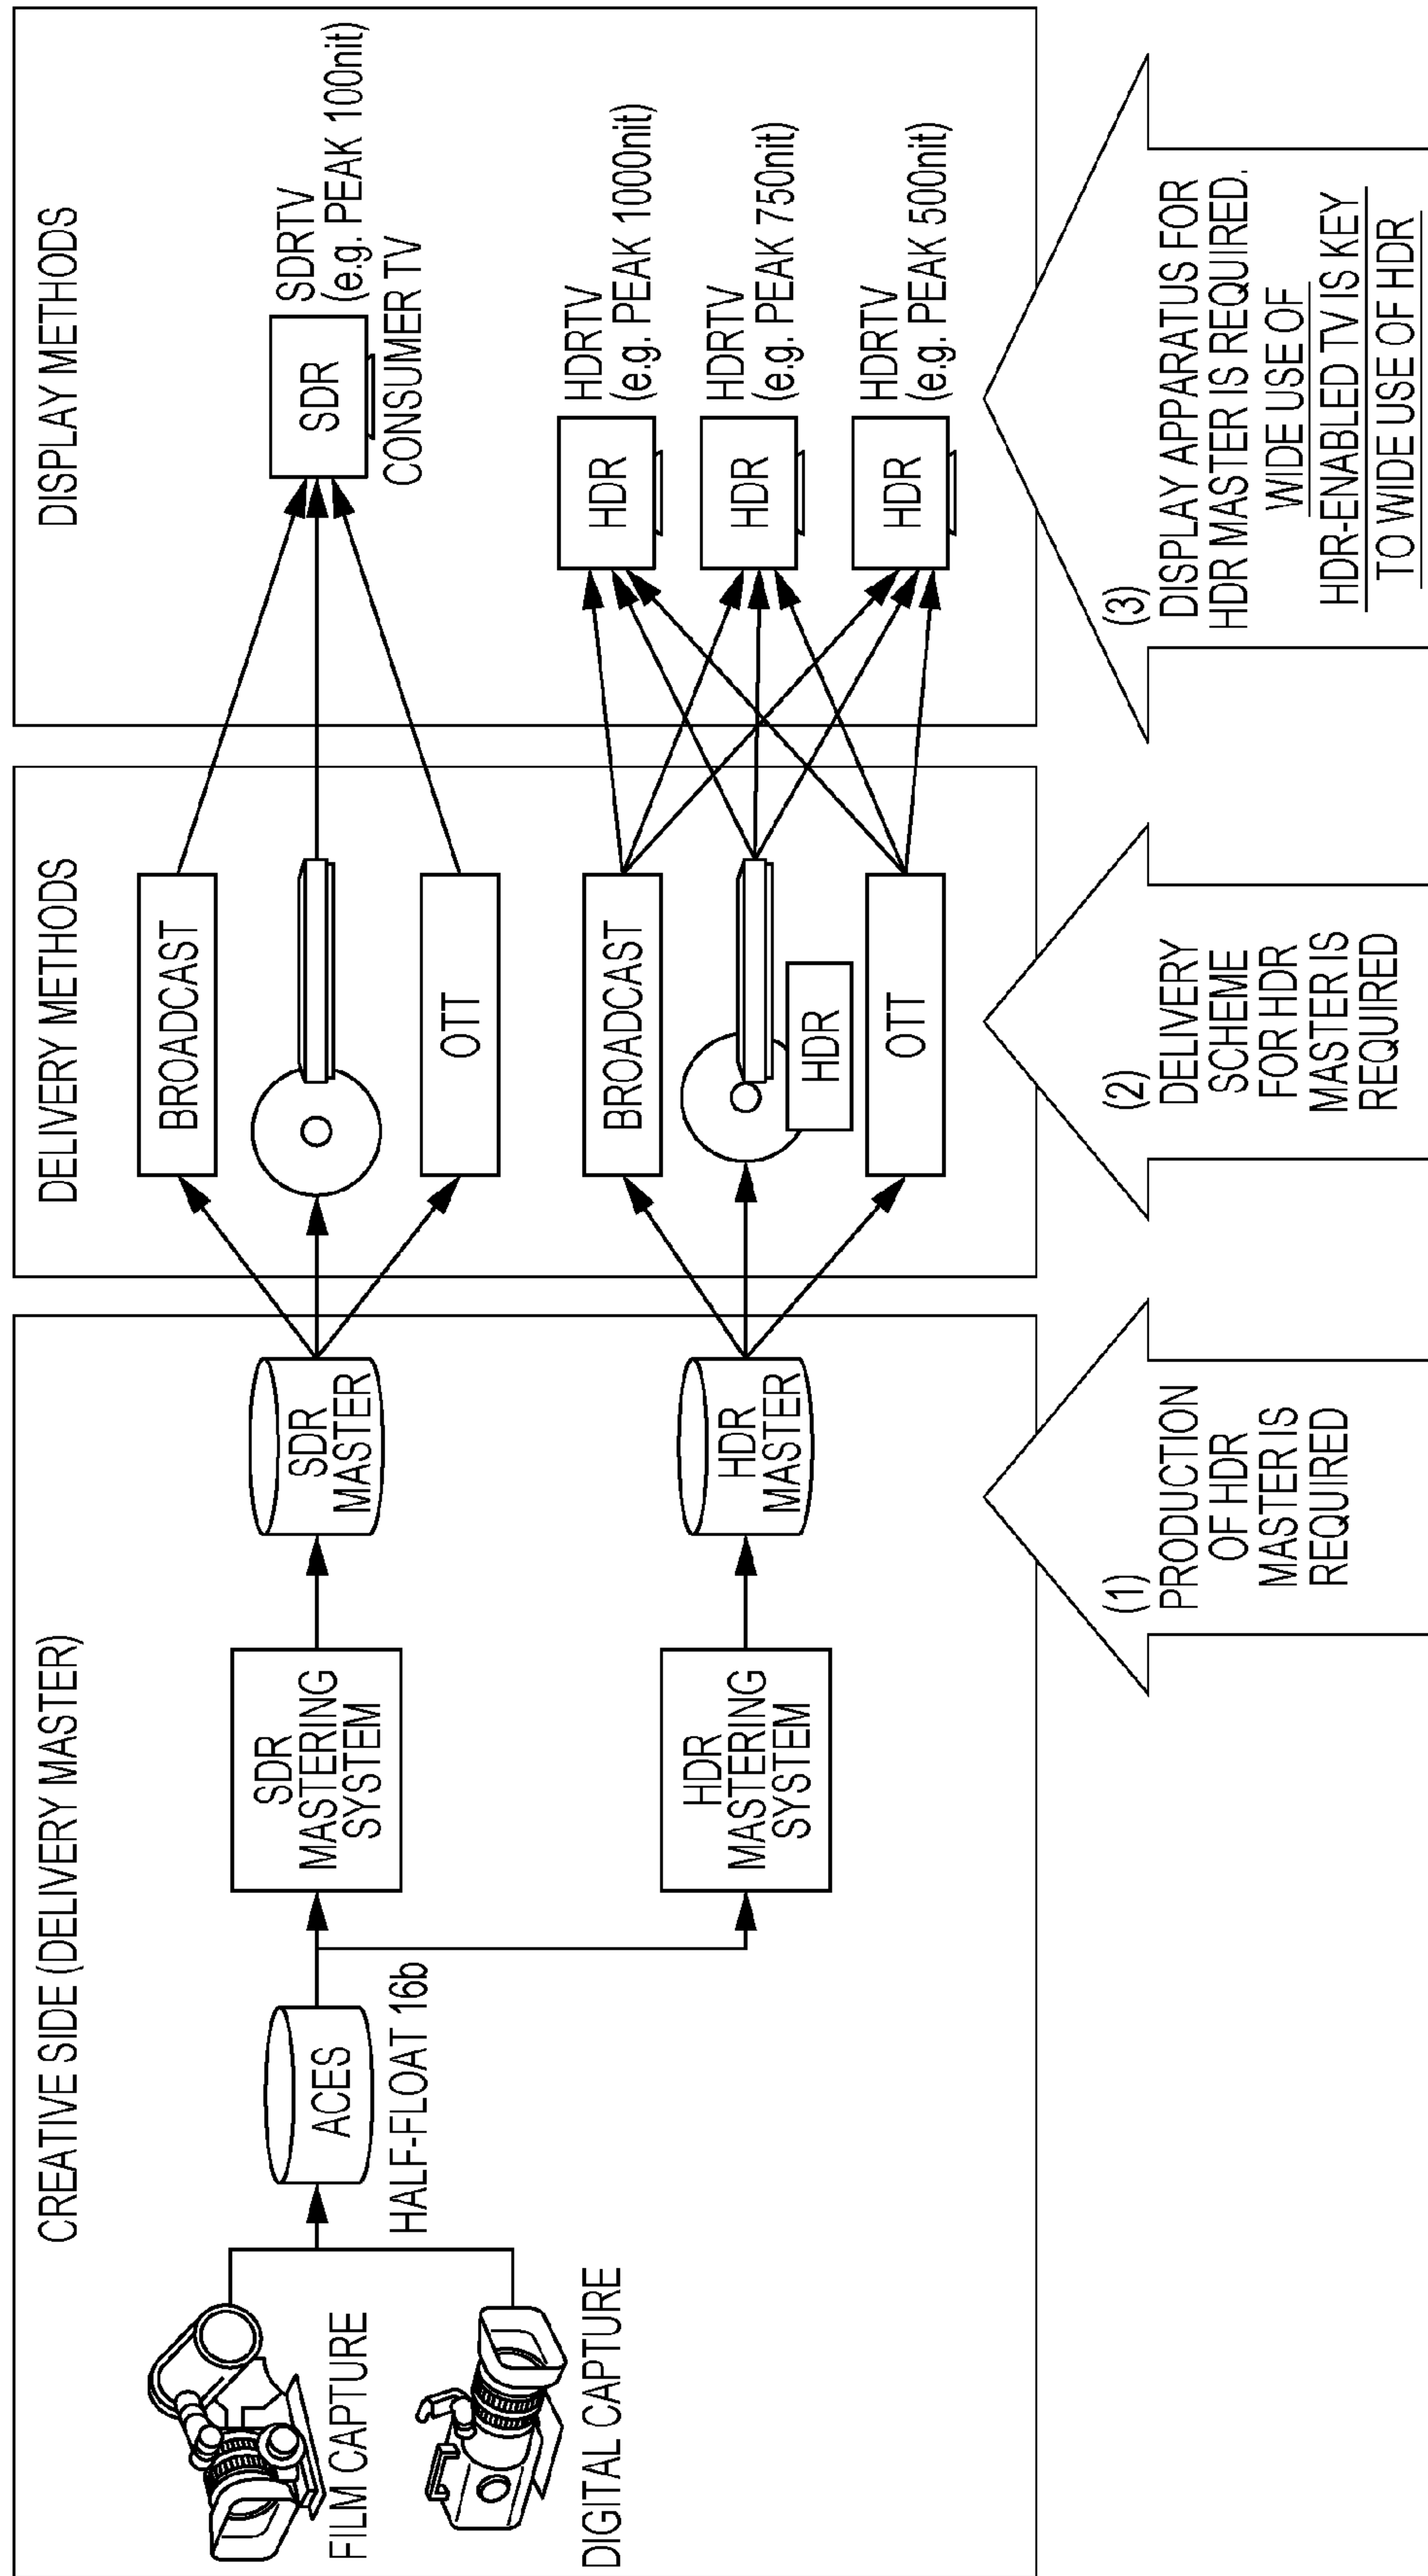 CREATIVE SIDE (DELIVERY MASTER)
FILM CAPTURE
DIGITAL CAPTURE
ACES
HALF-FLOAT 16b
SDR
MASTERING
SYSTEM
SDR
MASTER
HDR
MASTERING
SYSTEM
HDR
MASTER
DELIVERY METHODS
BROADCAST
OTT
BROADCAST
HDR
OTT
DISPLAY METHODS
SDR
SDRTV
(e.g. PEAK 100nit)
CONSUMER TV
HDR
HDRTV
(e.g. PEAK 1000nit)
HDR
HDRTV
(e.g. PEAK 750nit)
HDR
HDRTV
(e.g. PEAK 500nit)
(1)
PRODUCTION
OF HDR
MASTER IS
REQUIRED
(2)
DELIVERY
SCHEME
FOR HDR
MASTER IS
REQUIRED
(3)
DISPLAY APPARATUS FOR
HDR MASTER IS REQUIRED.
WIDE USE OF
HDR-ENABLED TV IS KEY
TO WIDE USE OF HDR